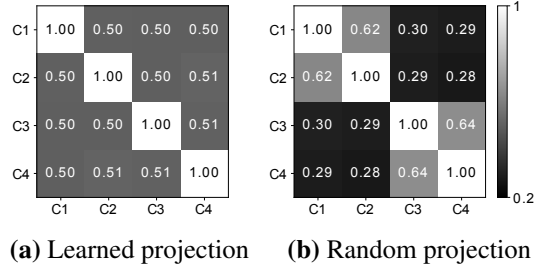 C1 1.00 0.50 0.50 0.50
C2 0.50 1.00 0.50 0.51
C3 0.50 0.50 1.00 0.51
C4 0.50 0.51 0.51 1.00
C1 C2 C3 C4
(a) Learned projection
C1 1.00 0.62 0.30 0.29
C2 0.62 1.00 0.29 0.28
C3 0.30 0.29 1.00 0.64
C4 0.29 0.28 0.64 1.00
C1 C2 C3 C4
1
0.2
(b) Random projection